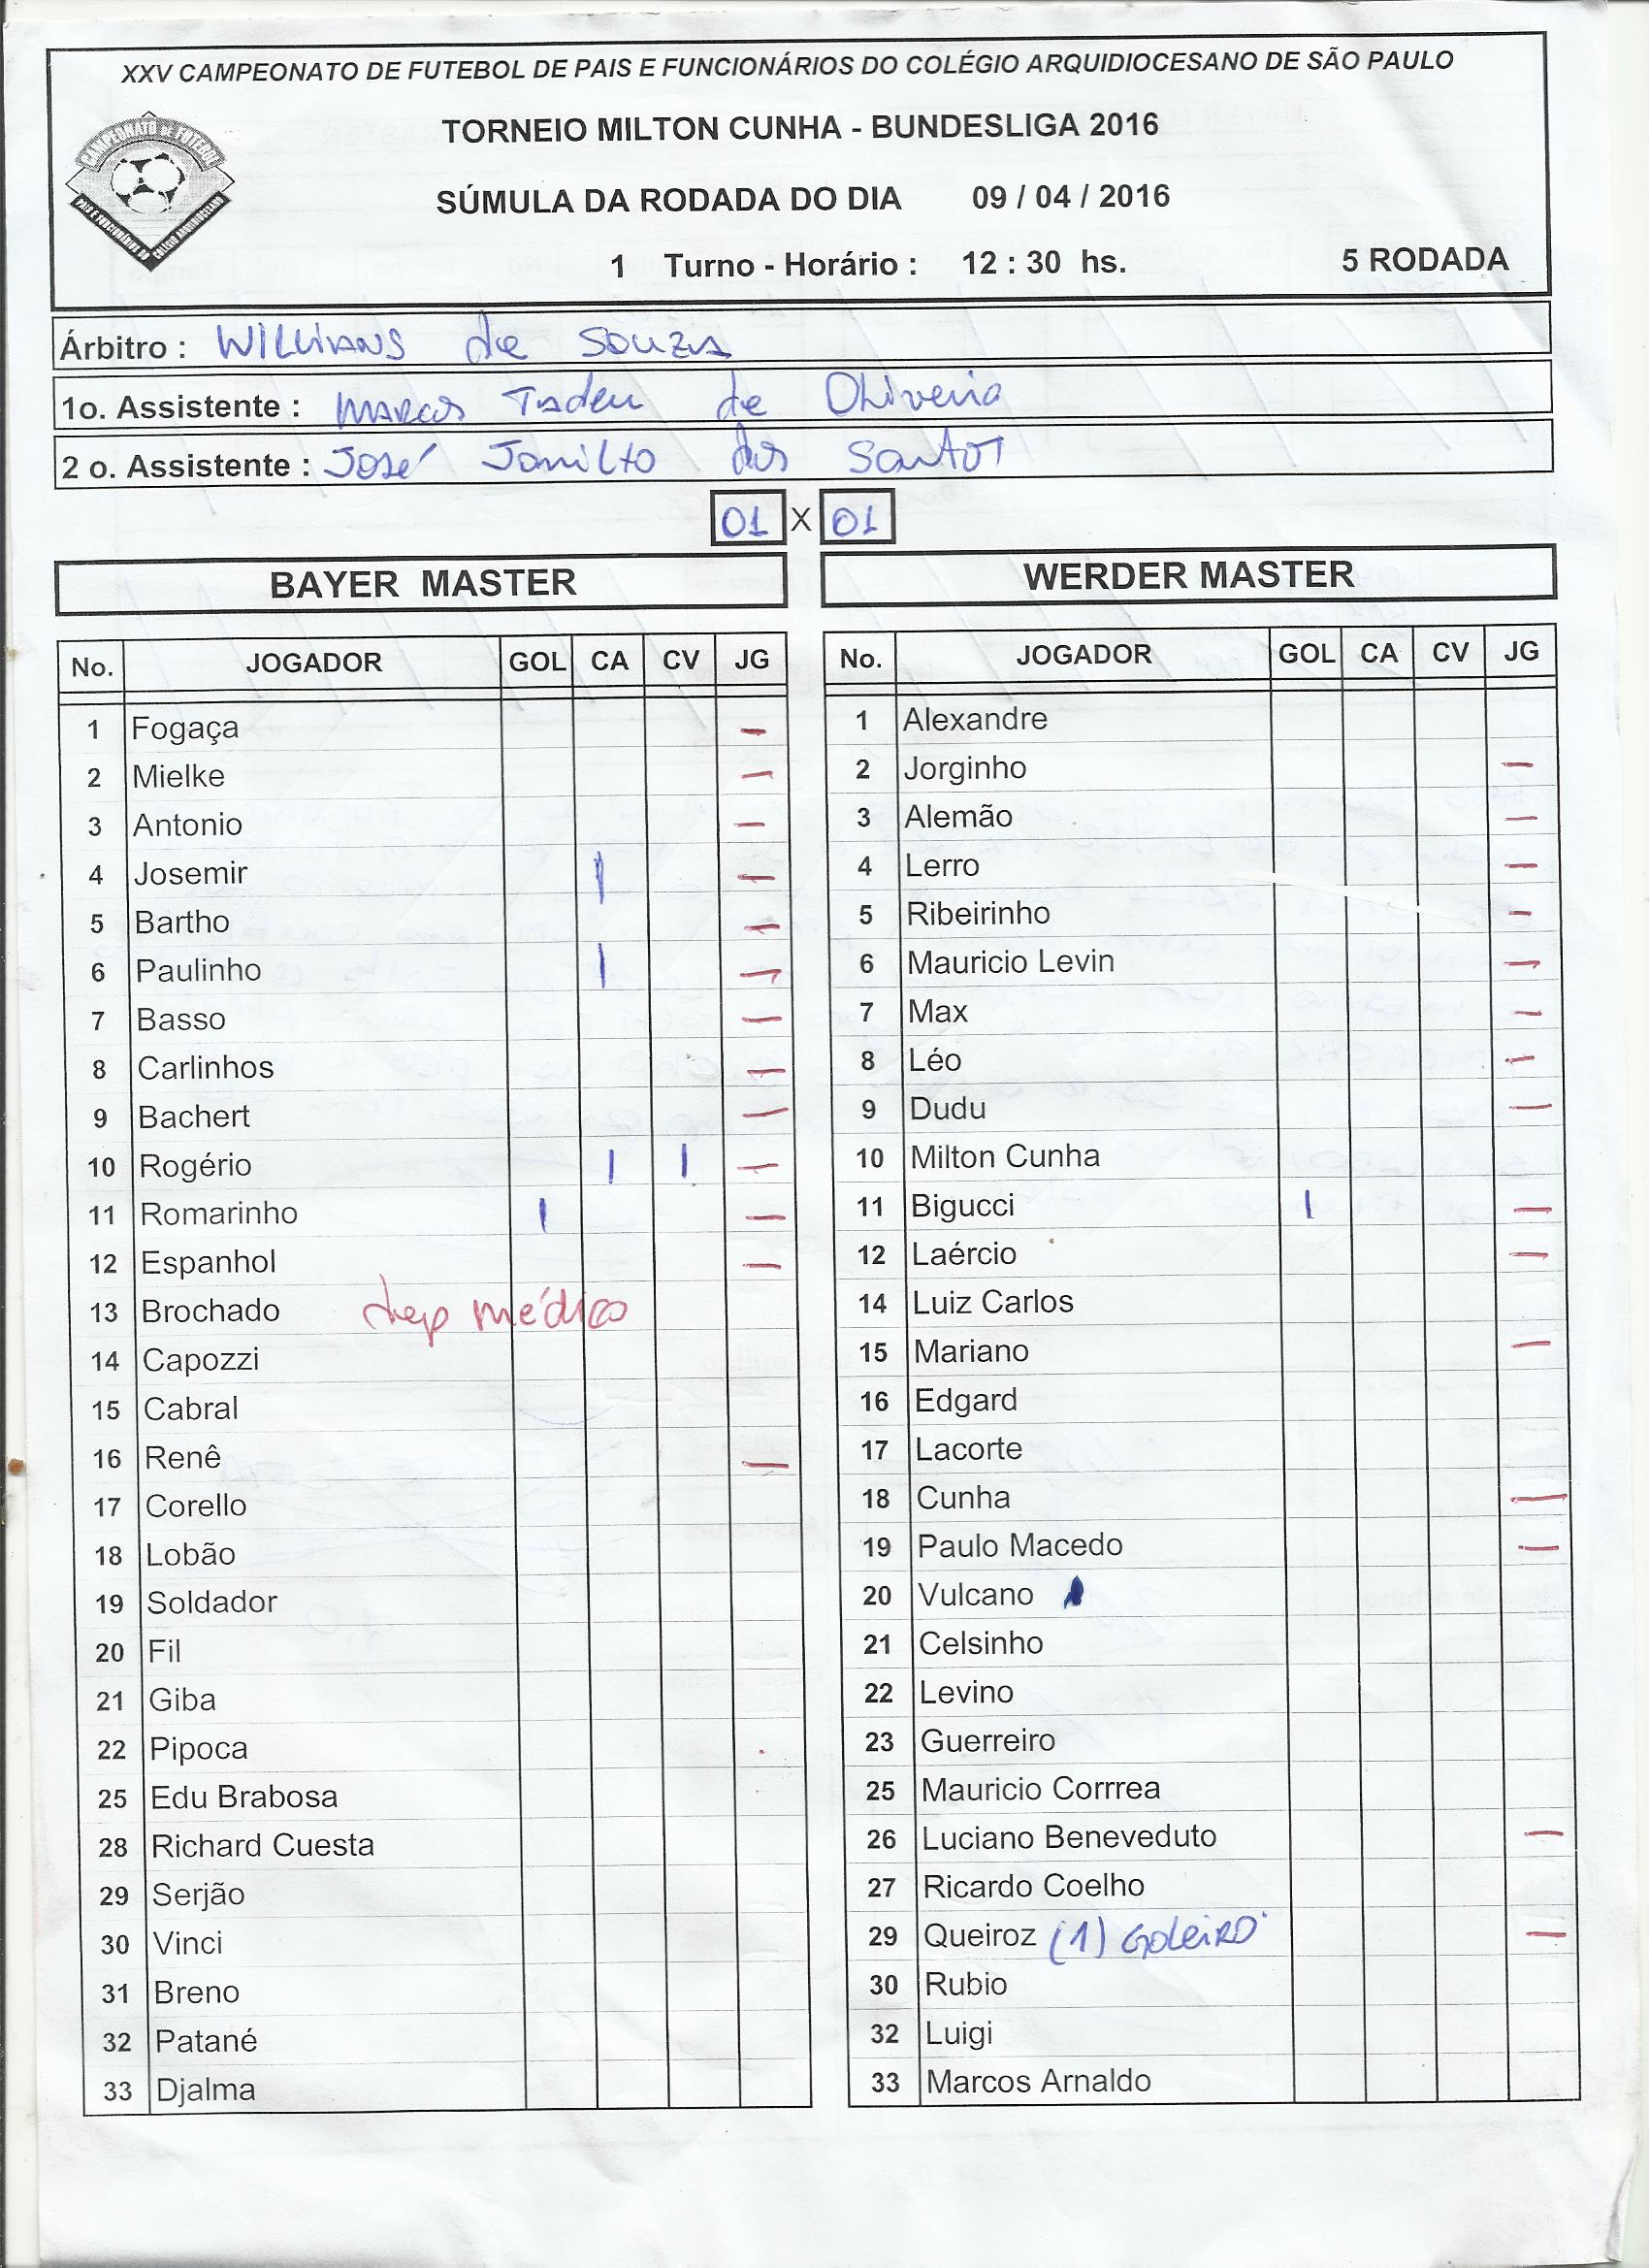 XXV CAMPEONATO DE FUTEBOL DE PAIS E FUNCIONÁRIOS DO COLÉGIO ARQUIDIOCESANO DE SÃO PAULO
CAMPEONATO DE FUTEBOL
PAIS E FUNCIONÁRIOS DO COLÉGIO ARQUIDIOCESANO
TORNEIO MILTON CUNHA - BUNDESLIGA 2016
SÚMULA DA RODADA DO DIA 09 / 04 / 2016
1 Turno - Horário : 12 : 30 hs. 5 RODADA
Árbitro : Willians de Souza
1o. Assistente : Marcos Tadeu de Oliveira
2 o. Assistente : José Jamilto dos Santos
01 X 01
BAYER MASTER
No. JOGADOR GOL CA CV JG
1 Fogaça —
2 Mielke —
3 Antonio —
4 Josemir | —
5 Bartho —
6 Paulinho | —
7 Basso —
8 Carlinhos —
9 Bachert —
10 Rogério | | —
11 Romarinho | —
12 Espanhol —
13 Brochado dep médico
14 Capozzi
15 Cabral
16 Renê —
17 Corello
18 Lobão
19 Soldador
20 Fil
21 Giba
22 Pipoca
25 Edu Brabosa
28 Richard Cuesta
29 Serjão
30 Vinci
31 Breno
32 Patané
33 Djalma
WERDER MASTER
No. JOGADOR GOL CA CV JG
1 Alexandre
2 Jorginho —
3 Alemão —
4 Lerro —
5 Ribeirinho —
6 Mauricio Levin —
7 Max —
8 Léo —
9 Dudu —
10 Milton Cunha
11 Bigucci | —
12 Laércio —
14 Luiz Carlos
15 Mariano —
16 Edgard
17 Lacorte
18 Cunha —
19 Paulo Macedo —
20 Vulcano
21 Celsinho
22 Levino
23 Guerreiro
25 Mauricio Corrrea
26 Luciano Beneveduto —
27 Ricardo Coelho
29 Queiroz (1) Goleiro —
30 Rubio
32 Luigi
33 Marcos Arnaldo